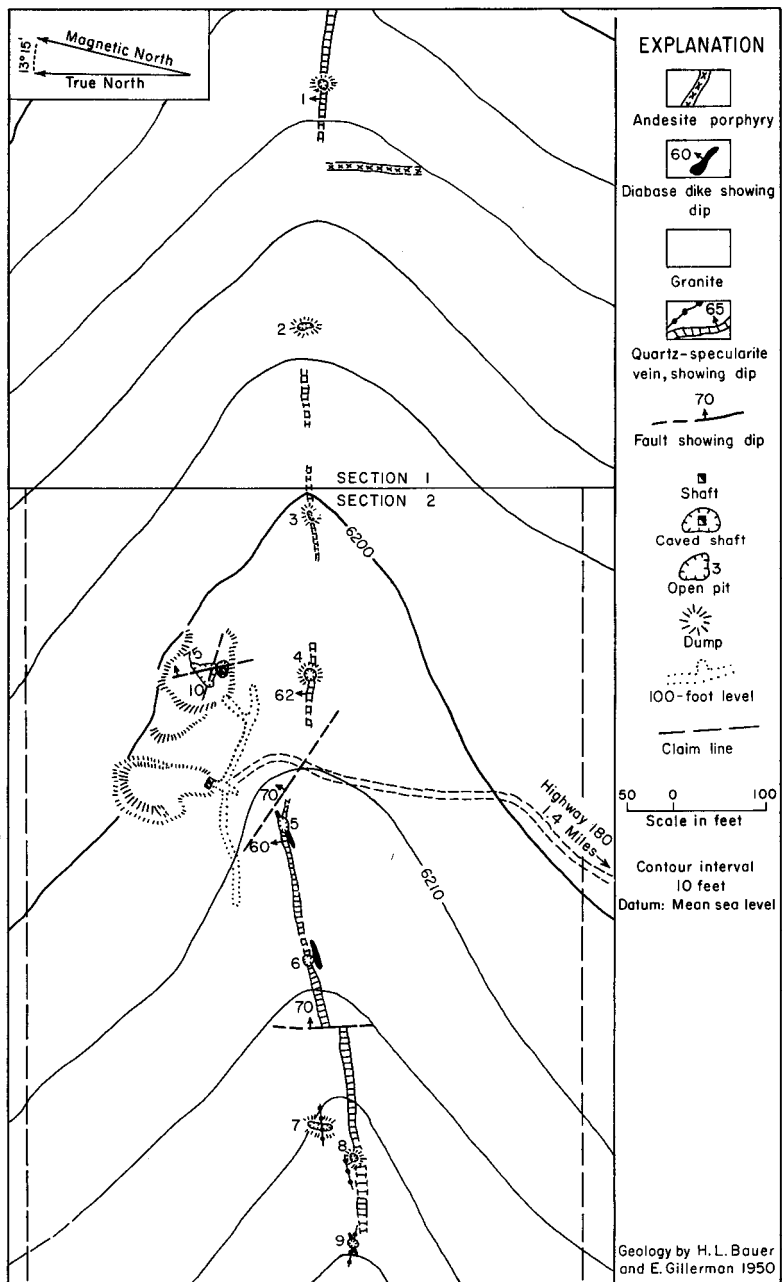 Magnetic North
13°15'
True North
1
2
SECTION 1
SECTION 2
3
6200
5
10
4
62
70
5
60
Highway 180
1.4 Miles
6210
6
70
7
8
9
EXPLANATION
Andesite porphyry
60
Diabase dike showing
dip
Granite
65
Quartz-specularite
vein, showing dip
70
Fault showing dip
Shaft
Caved shaft
3
Open pit
Dump
100-foot level
Claim line
50 0 100
Scale in feet
Contour interval
10 feet
Datum: Mean sea level
Geology by H. L. Bauer
and E. Gillerman 1950